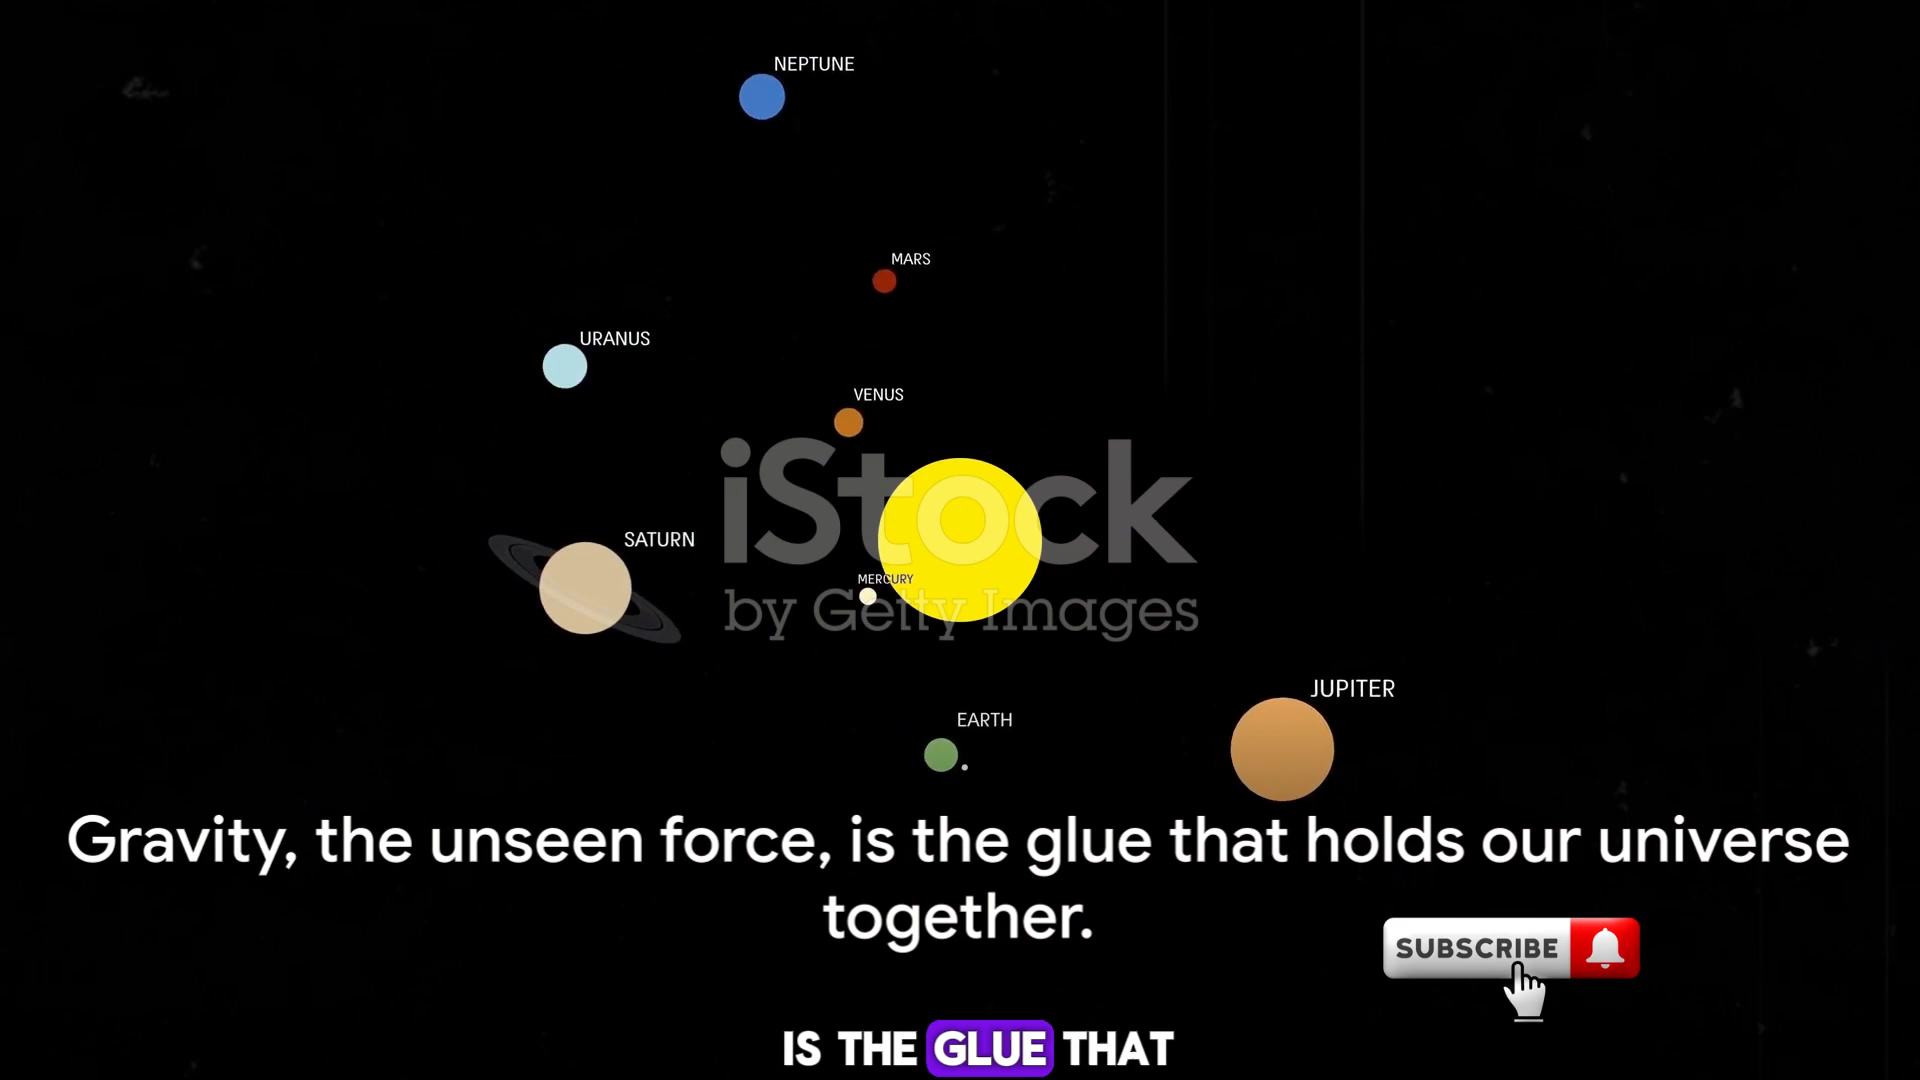 NEPTUNE
MARS
URANUS
VENUS
iStock
SATURN
MERCURY
by Getty Images
JUPITER
EARTH
Gravity, the unseen force, is the glue that holds our universe
together.
SUBSCRIBE
IS THE GLUE THAT